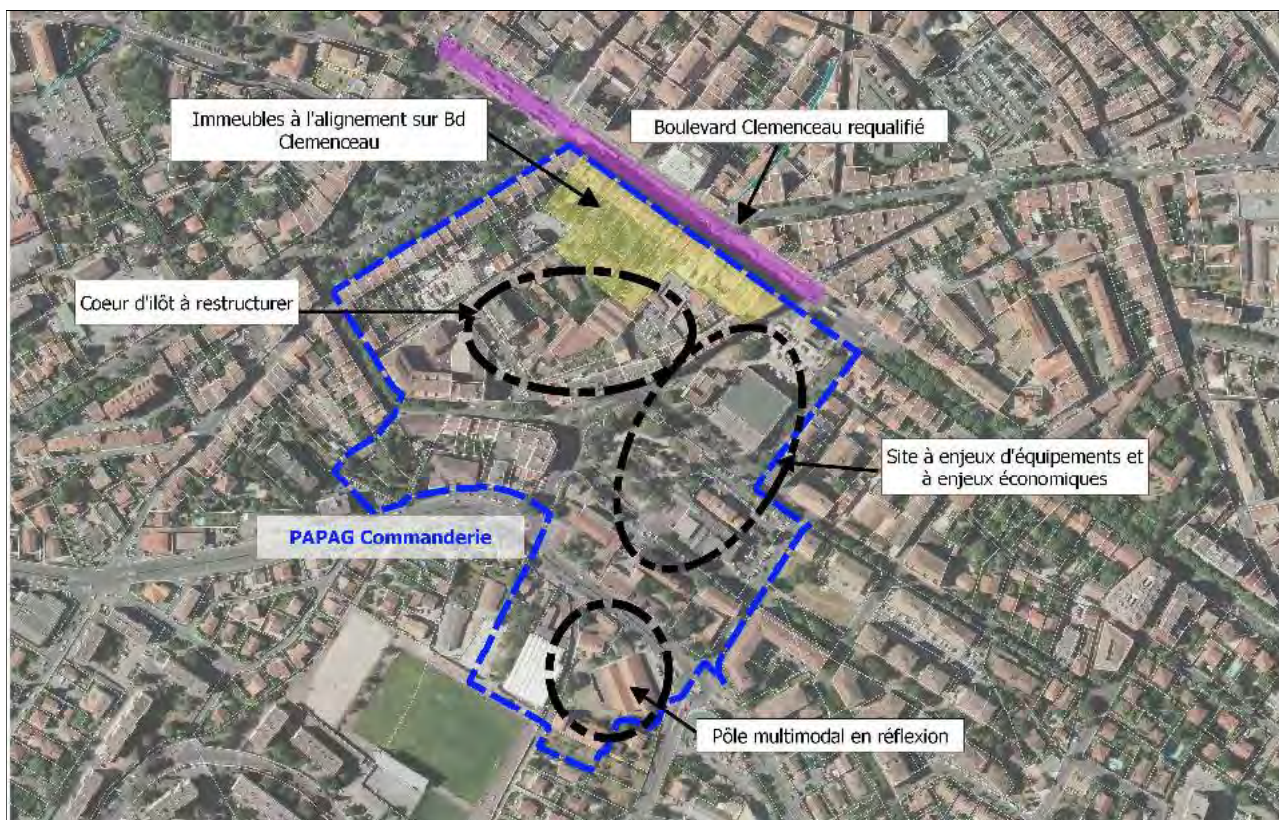 Immeubles à l'alignement sur Bd
Clemenceau
Boulevard Clemenceau requalifié
Coeur d'ilôt à restructurer
Site à enjeux d'équipements et
à enjeux économiques
PAPAG Commanderie
Pôle multimodal en réflexion